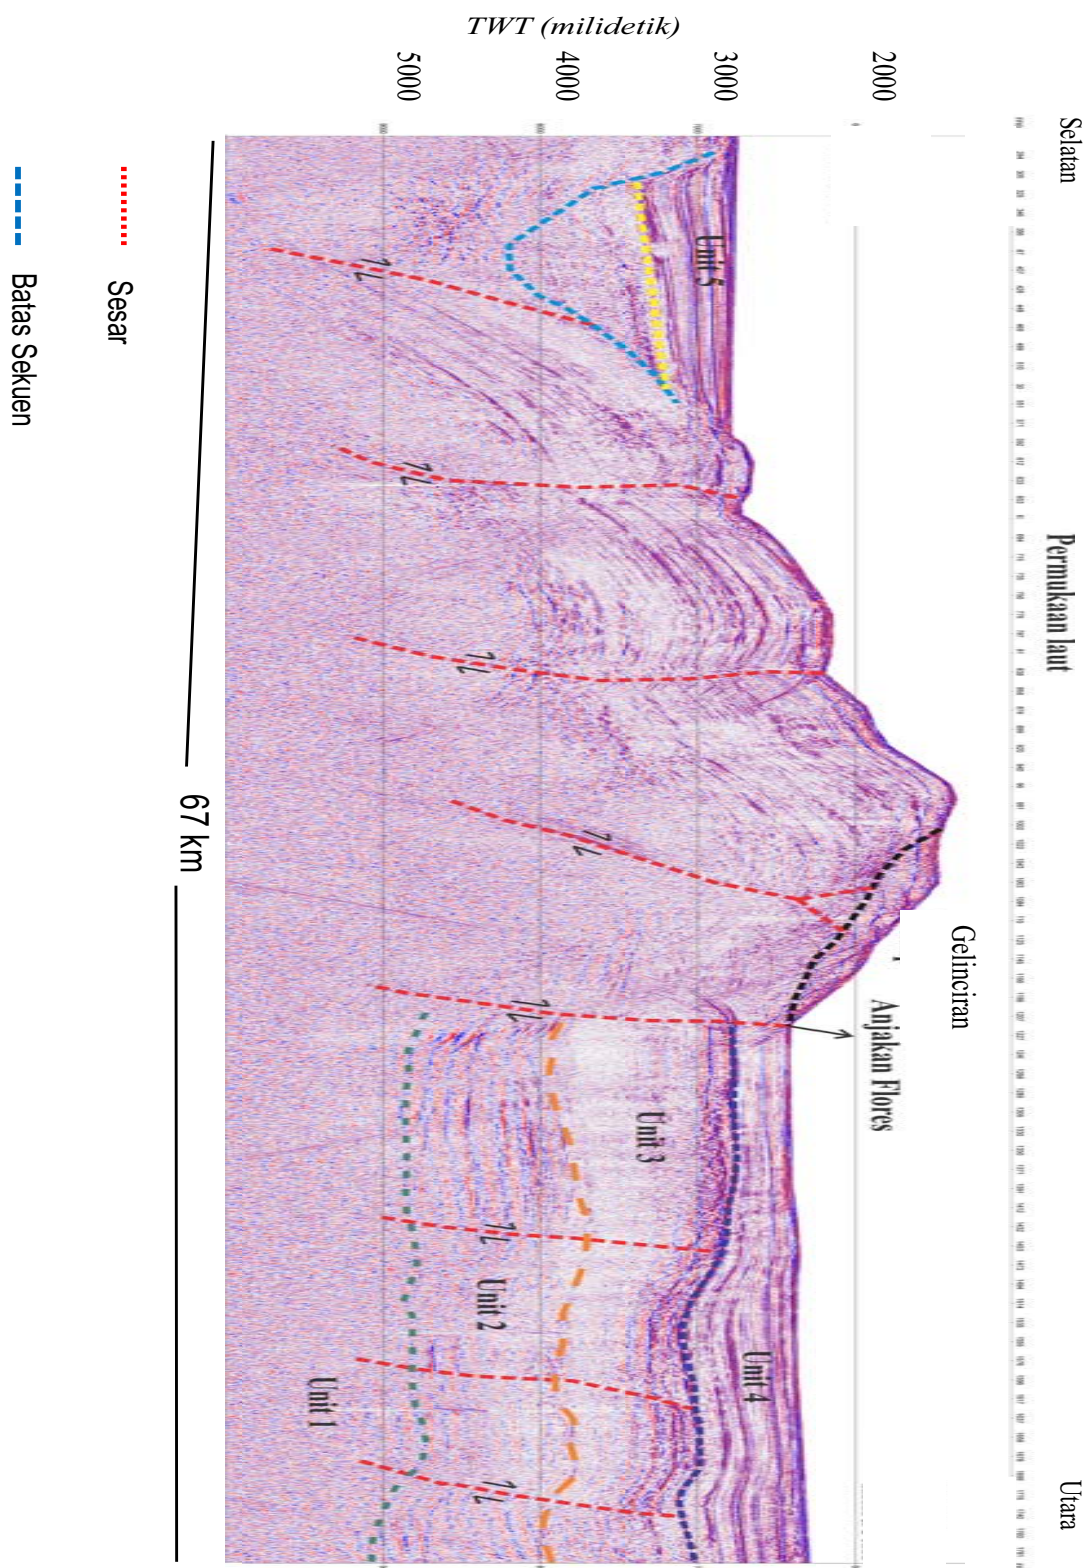 Selatan
Permukaan laut
Utara
TWT (milidetik)
2000
3000
4000
5000
Gelinciran
Anjakan Flores
Unit 5
Unit 3
Unit 4
Unit 2
Unit 1
67 km
Sesar
Batas Sekuen